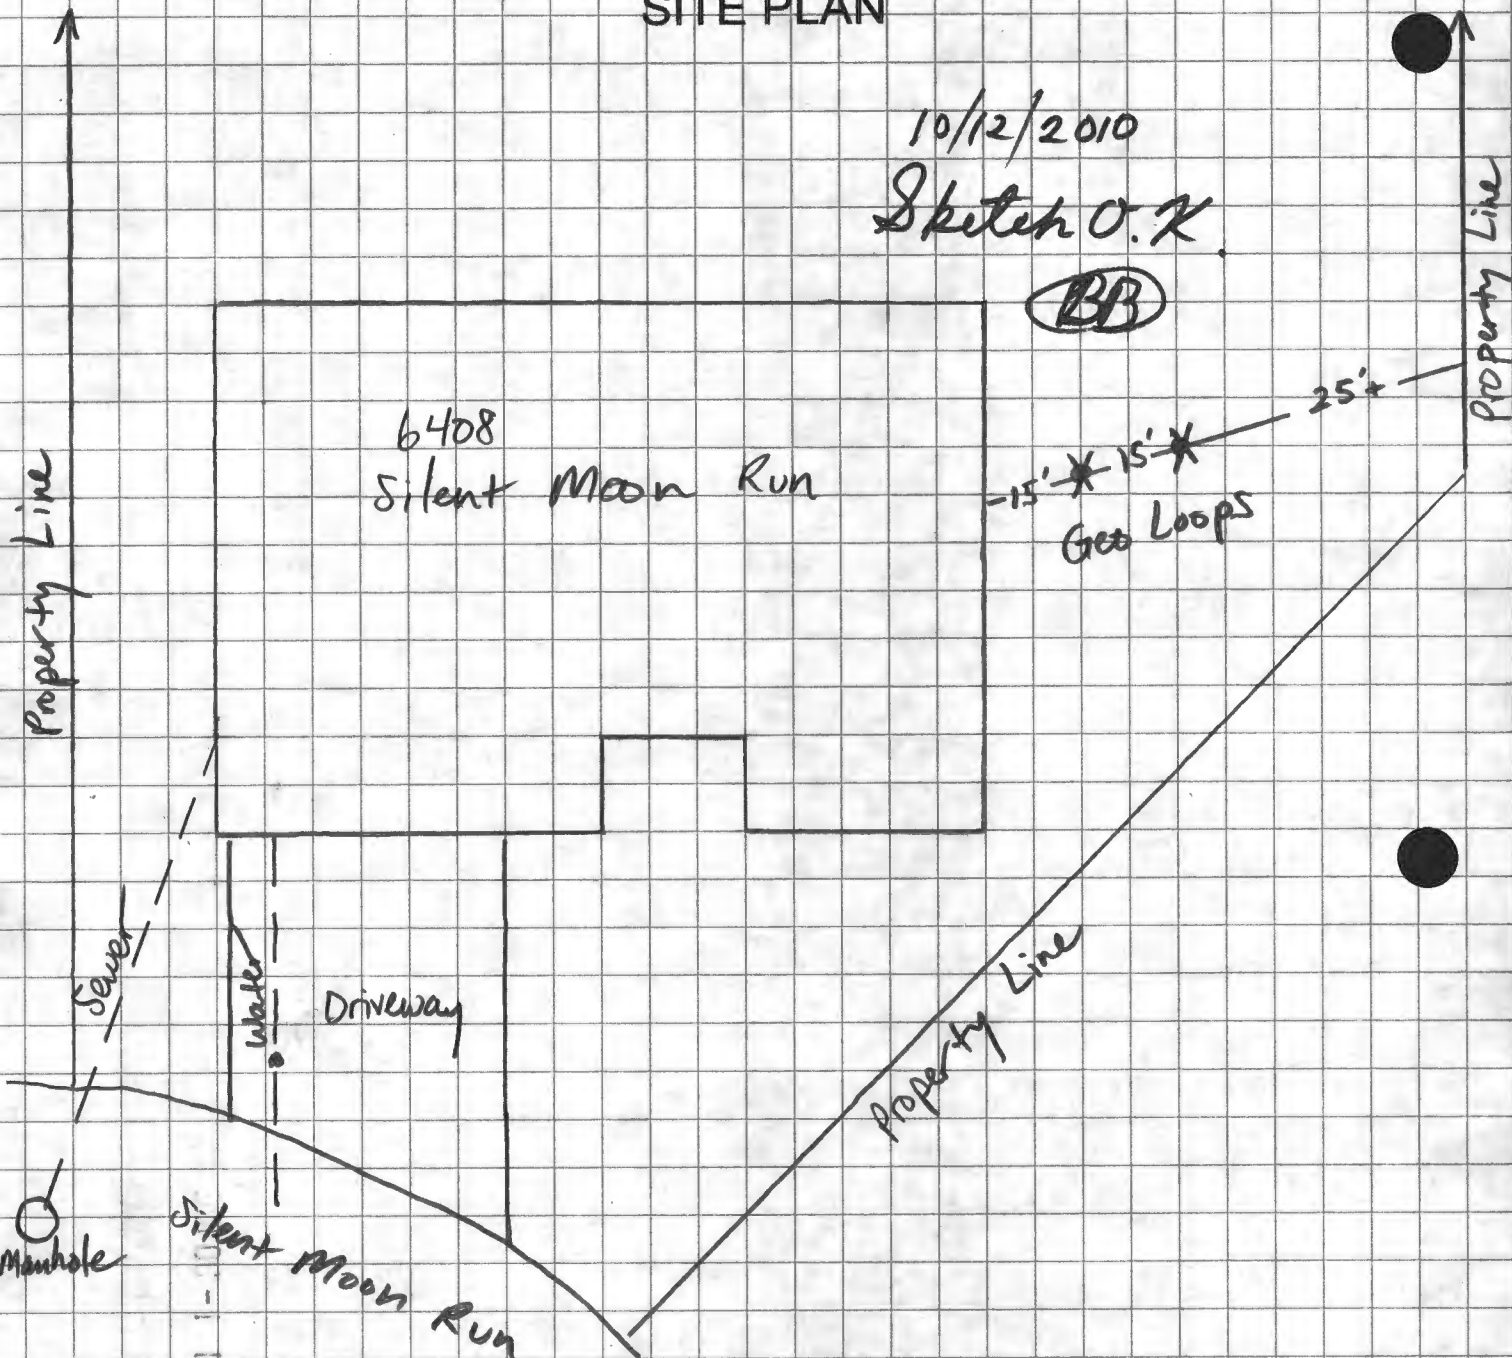 SITE PLAN
10/12/2010
Sketch O.K.
BB
Property Line
25'+
6408
Silent Moon Run
15'
15'
Geo Loops
Property Line
Sewer
Water
Driveway
Property Line
Manhole
Silent Moon Run